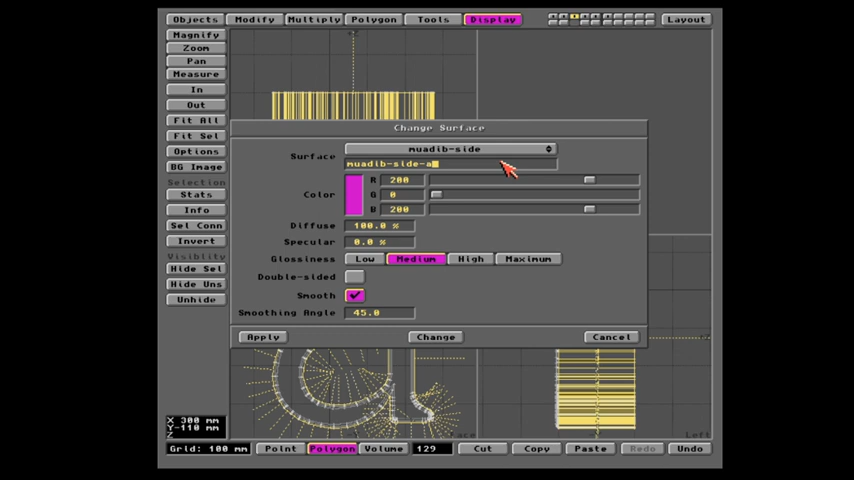 Objects Modify Multiply Polygon Tools Display Layout
Magnify
Zoom
Pan
Measure
In
Out
Fit All
Fit Sel
Options
BG Image
Selection
Stats
Info
Sel Conn
Invert
Visiblity
Hide Sel
Hide Uns
Unhide
Change Surface
Surface muadib-side
muadib-side-a
Color R 200
G 0
200
Diffuse 100.0 %
Specular 0.0 %
Glossiness Low Medium High Maximum
Double-sided
Smooth
Smoothing Angle 45.0
Apply Change Cancel
X 300 mm
Y-110 mm
Z
Face Left
Grid: 100 mm Point Polygon Volume 129 Cut Copy Paste Redo Undo